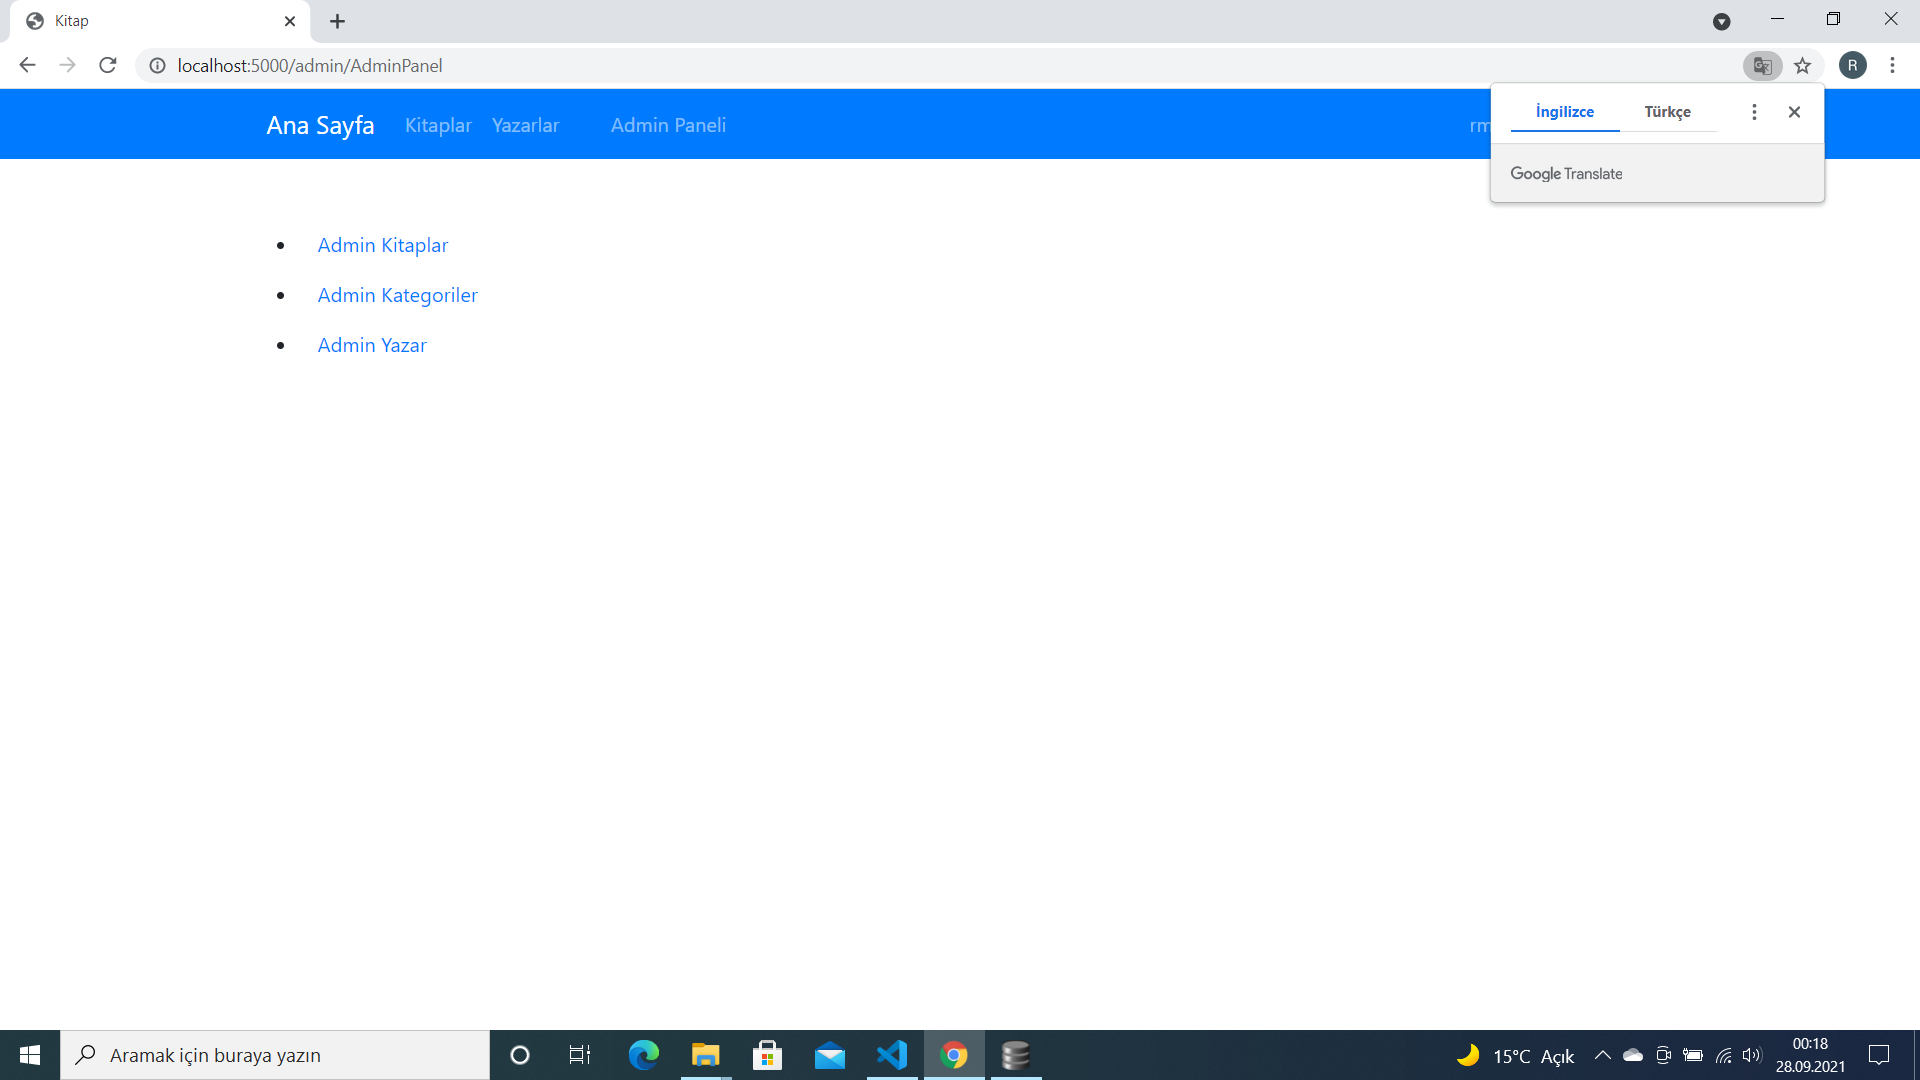 Kitap
localhost:5000/admin/AdminPanel
R
Ana Sayfa Kitaplar Yazarlar Admin Paneli
İngilizce Türkçe
Google Translate
Admin Kitaplar
Admin Kategoriler
Admin Yazar
Aramak için buraya yazın
15°C Açık
00:18
28.09.2021